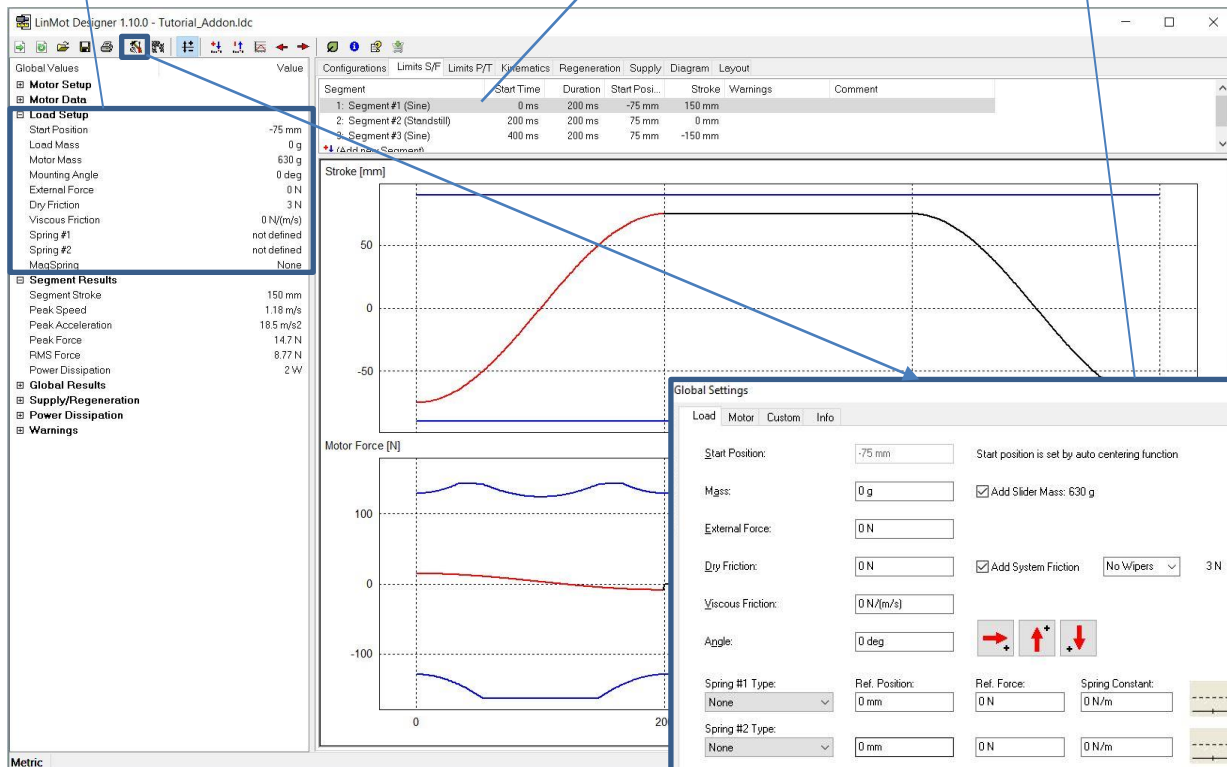 LinMot Designer 1.10.0 - Tutorial_Addon.ldc
Global Values Value
Motor Setup
Motor Data
Load Setup
Start Position -75 mm
Load Mass 0 g
Motor Mass 630 g
Mounting Angle 0 deg
External Force 0 N
Dry Friction 3 N
Viscous Friction 0 N/(m/s)
Spring #1 not defined
Spring #2 not defined
MagSpring None
Segment Results
Segment Stroke 150 mm
Peak Speed 1.18 m/s
Peak Acceleration 18.5 m/s2
Peak Force 14.7 N
RMS Force 8.77 N
Power Dissipation 2 W
Global Results
Supply/Regeneration
Power Dissipation
Warnings
Configurations Limits S/F Limits P/T Kinematics Regeneration Supply Diagram Layout
Segment Start Time Duration Start Posi... Stroke Warnings Comment
1: Segment #1 (Sine) 0 ms 200 ms -75 mm 150 mm
2: Segment #2 (Standstill) 200 ms 200 ms 75 mm 0 mm
3: Segment #3 (Sine) 400 ms 200 ms 75 mm -150 mm
(Add new Segment)
Stroke [mm]
50
0
-50
Motor Force [N]
100
0
-100
0 20
Global Settings
Load Motor Custom Info
Start Position: -75 mm Start position is set by auto centering function
Mass: 0 g Add Slider Mass: 630 g
External Force: 0 N
Dry Friction: 0 N Add System Friction No Wipers 3 N
Viscous Friction: 0 N/(m/s)
Angle: 0 deg
Spring #1 Type: Ref. Position: Ref. Force: Spring Constant:
None 0 mm 0 N 0 N/m
Spring #2 Type:
None 0 mm 0 N 0 N/m
Metric